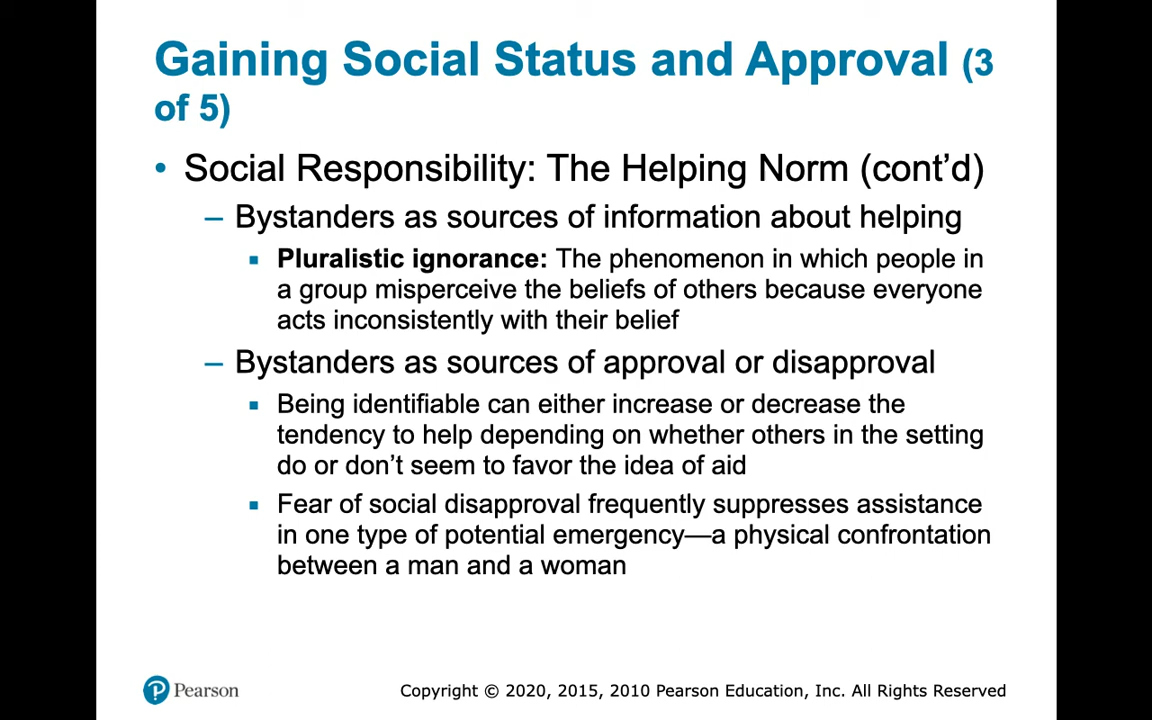 Gaining Social Status and Approval (3
of 5)
• Social Responsibility: The Helping Norm (cont’d)
– Bystanders as sources of information about helping
▪ Pluralistic ignorance: The phenomenon in which people in
a group misperceive the beliefs of others because everyone
acts inconsistently with their belief
– Bystanders as sources of approval or disapproval
▪ Being identifiable can either increase or decrease the
tendency to help depending on whether others in the setting
do or don’t seem to favor the idea of aid
▪ Fear of social disapproval frequently suppresses assistance
in one type of potential emergency—a physical confrontation
between a man and a woman
P Pearson
Copyright © 2020, 2015, 2010 Pearson Education, Inc. All Rights Reserved